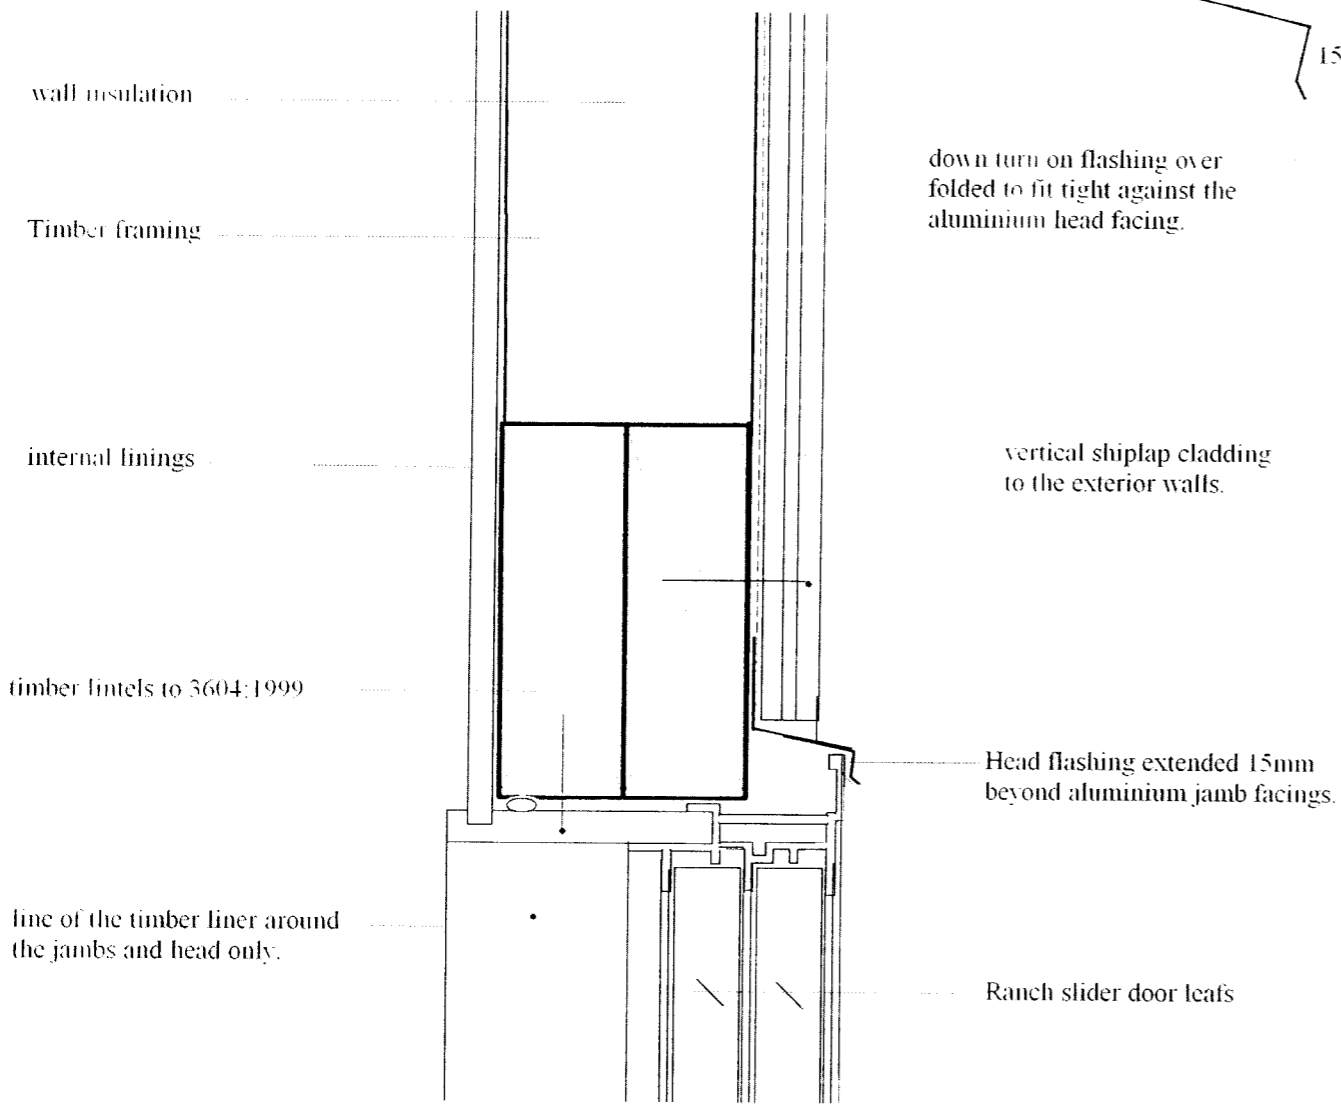 wall insulation
Timber framing
internal linings
timber lintels to 3604:1999
line of the timber liner around
the jambs and head only.
15
down turn on flashing over
folded to fit tight against the
aluminium head facing.
vertical shiplap cladding
to the exterior walls.
Head flashing extended 15mm
beyond aluminium jamb facings.
Ranch slider door leafs